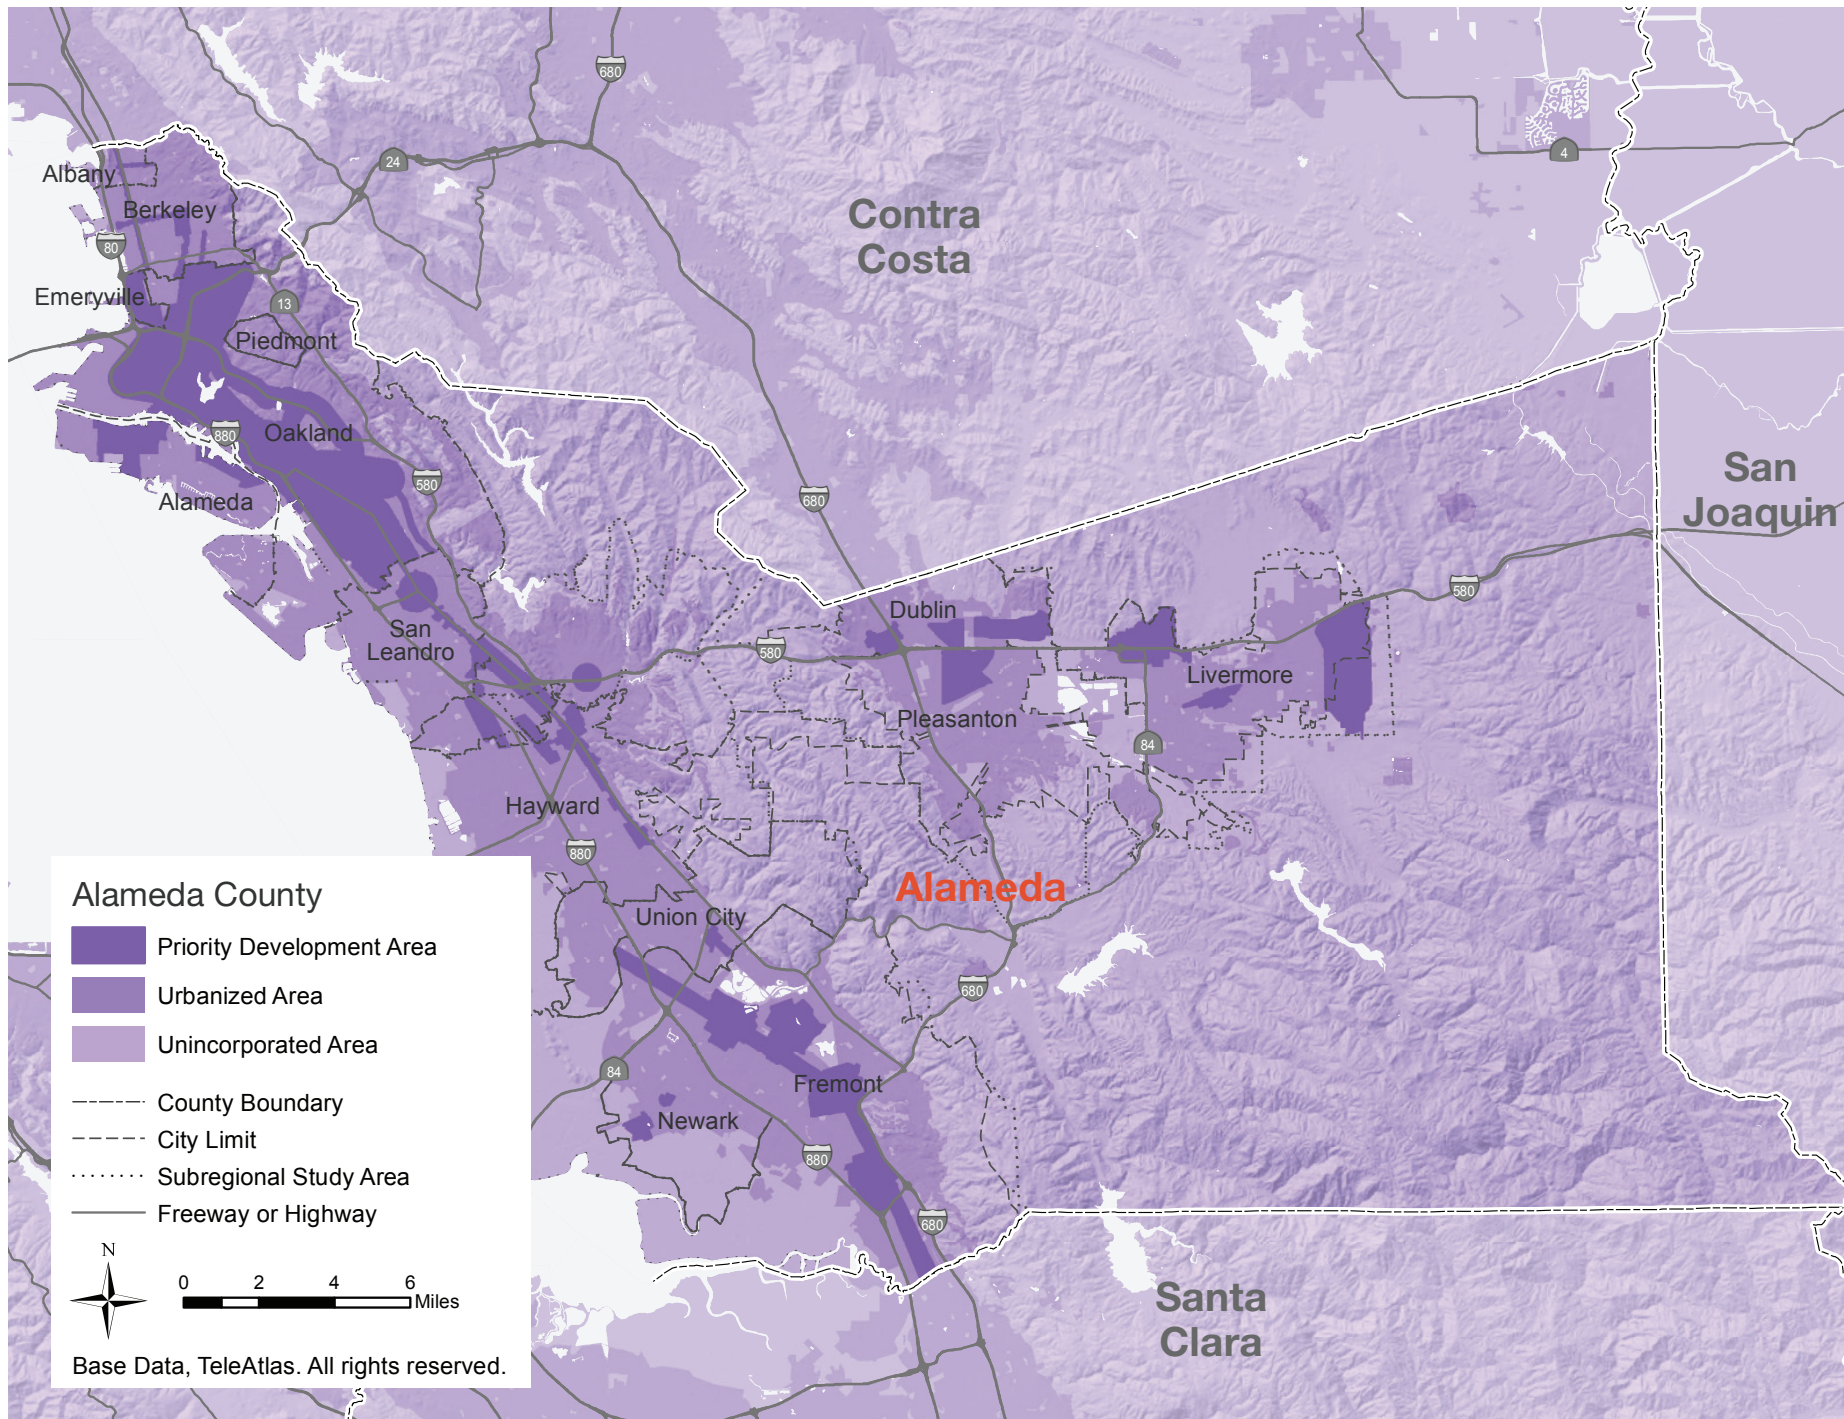 680
24
4
Albany
Berkeley
Contra
Costa
80
Emeryville
13
Piedmont
880
Oakland
580
680
San
Joaquin
Alameda
580
Dublin
San
Leandro
580
Livermore
Pleasanton
84
Hayward
880
Alameda
Union City
680
84
Fremont
Newark
880
680
Santa
Clara
Alameda County
Priority Development Area
Urbanized Area
Unincorporated Area
County Boundary
City Limit
Subregional Study Area
Freeway or Highway
N
0 2 4 6
Miles
Base Data, TeleAtlas. All rights reserved.